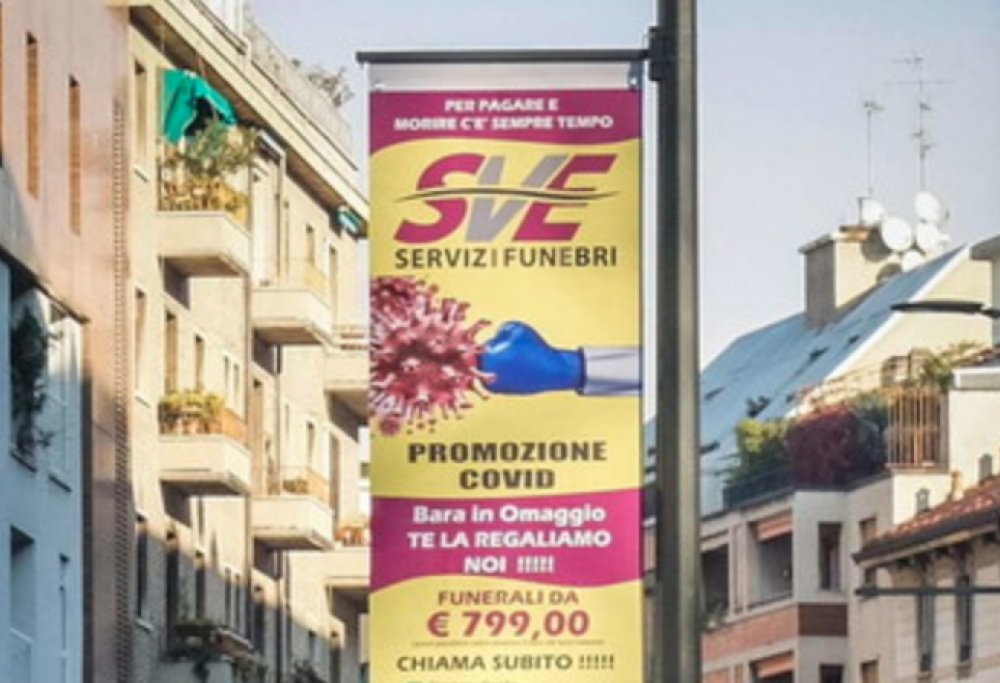 PER PAGARE E
MORIRE C'E' SEMPRE TEMPO
SVE
SERVIZI FUNEBRI
PROMOZIONE
COVID
Bara in Omaggio
TE LA REGALIAMO
NOI !!!!!
FUNERALI DA
€ 799,00
CHIAMA SUBITO !!!!!